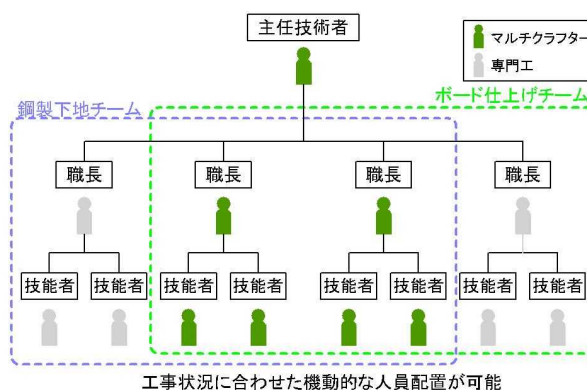 主任技術者
マルチクラフター
専門工
鋼製下地チーム
ボード仕上げチーム
職長
職長
職長
職長
技能者
技能者
技能者
技能者
技能者
技能者
技能者
技能者
工事状況に合わせた機動的な人員配置が可能